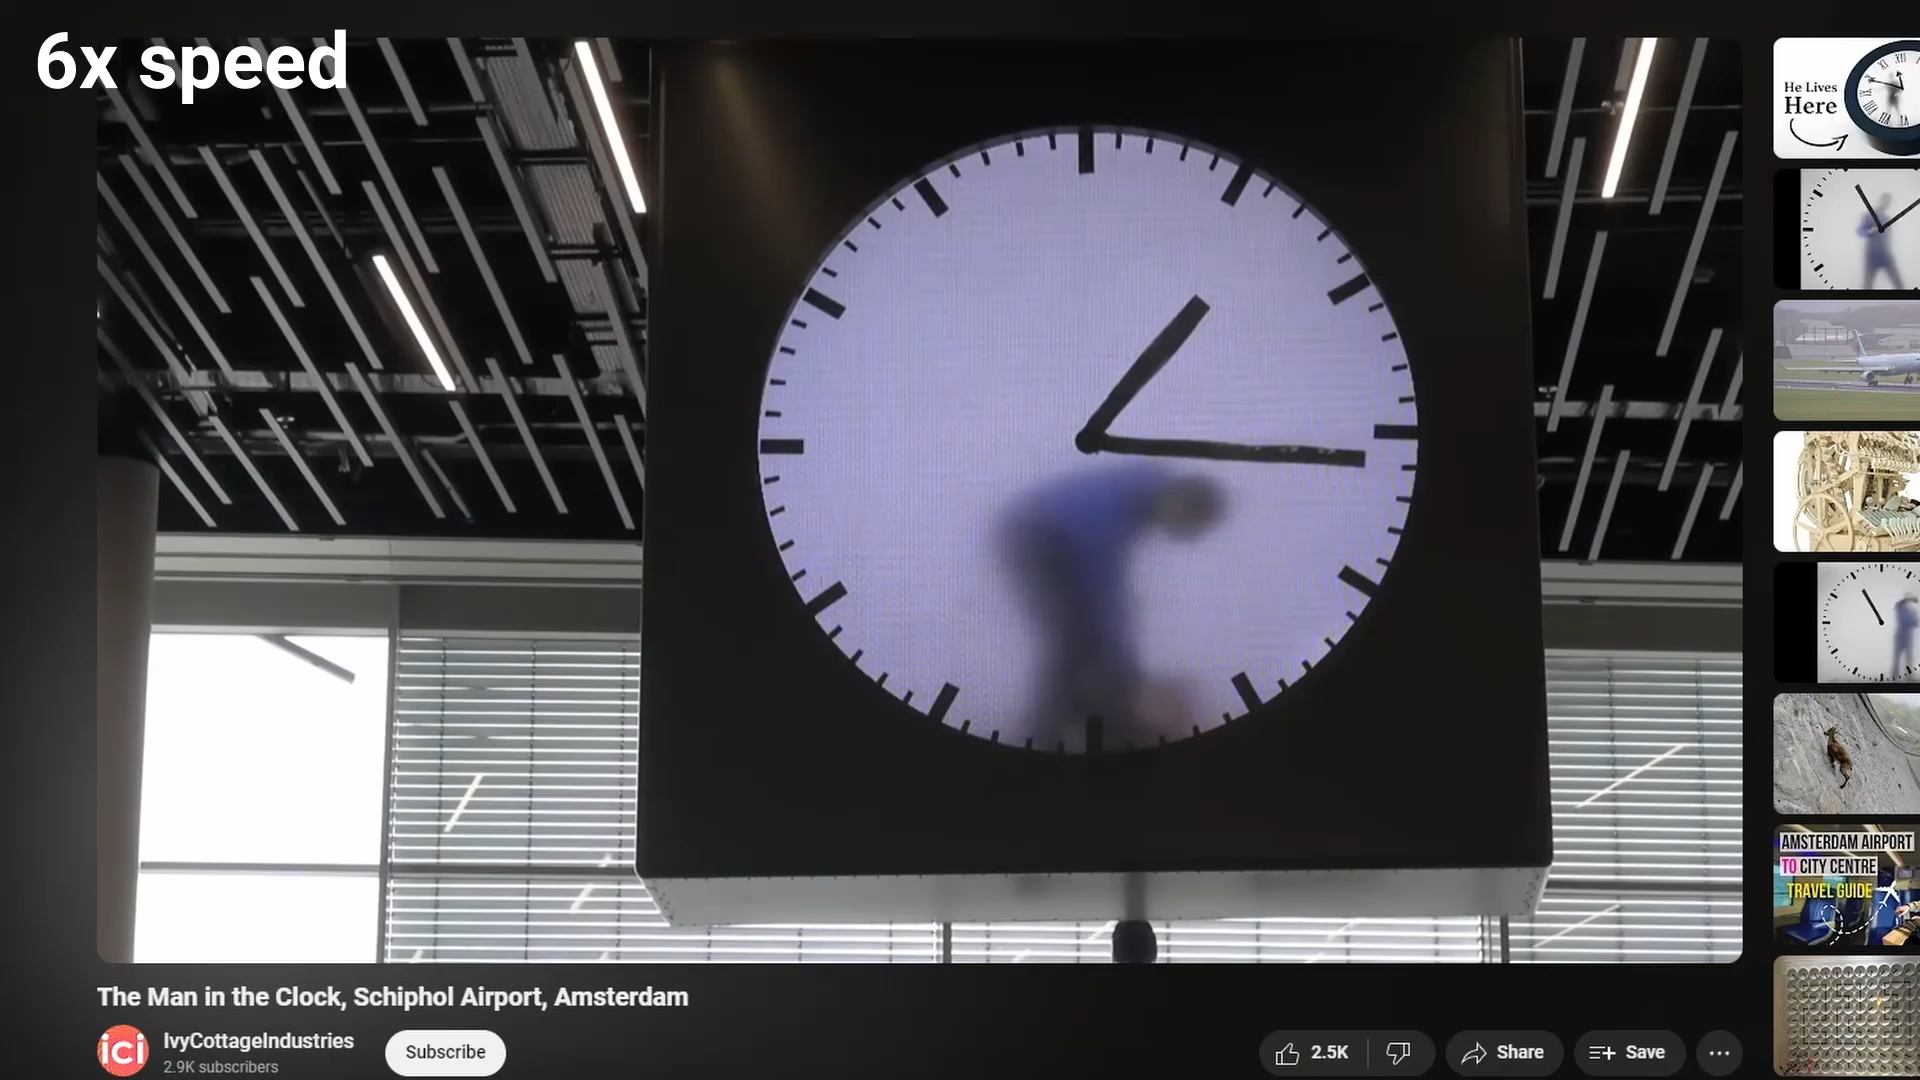 6x speed
He Lives
Here
AMSTERDAM AIRPORT
TO CITY CENTRE
TRAVEL GUIDE
The Man in the Clock, Schiphol Airport, Amsterdam
ici
IvyCottageIndustries
2.9K subscribers
Subscribe
2.5K
Share
Save